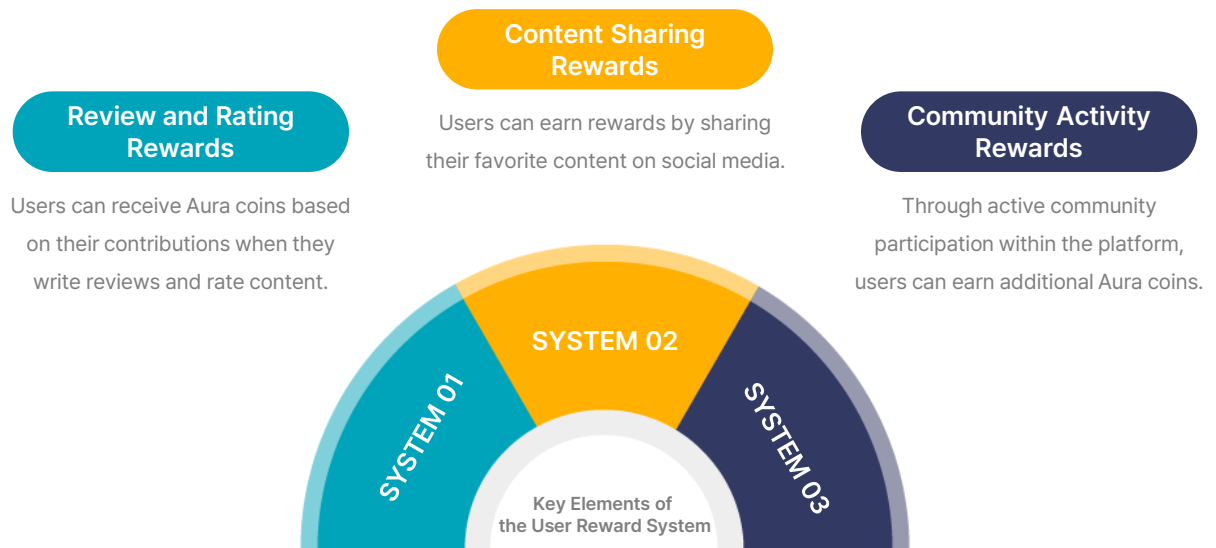 Content Sharing
Rewards
Users can earn rewards by sharing
their favorite content on social media.
Review and Rating
Rewards
Users can receive Aura coins based
on their contributions when they
write reviews and rate content.
Community Activity
Rewards
Through active community
participation within the platform,
users can earn additional Aura coins.
SYSTEM 01
SYSTEM 02
SYSTEM 03
Key Elements of
the User Reward System